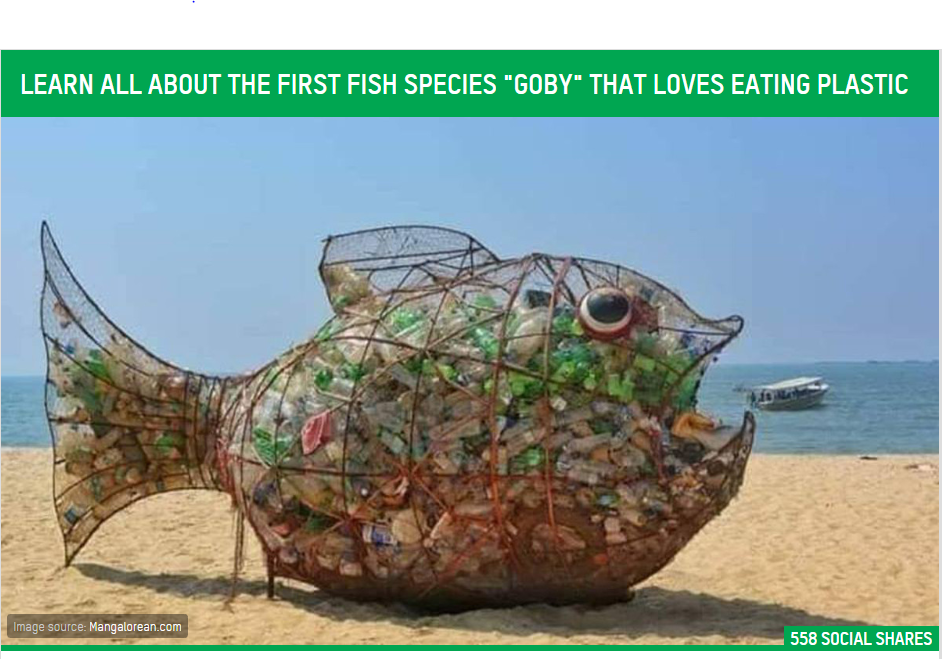 LEARN ALL ABOUT THE FIRST FISH SPECIES "GOBY" THAT LOVES EATING PLASTIC
Image source: Mangalorean.com
558 SOCIAL SHARES